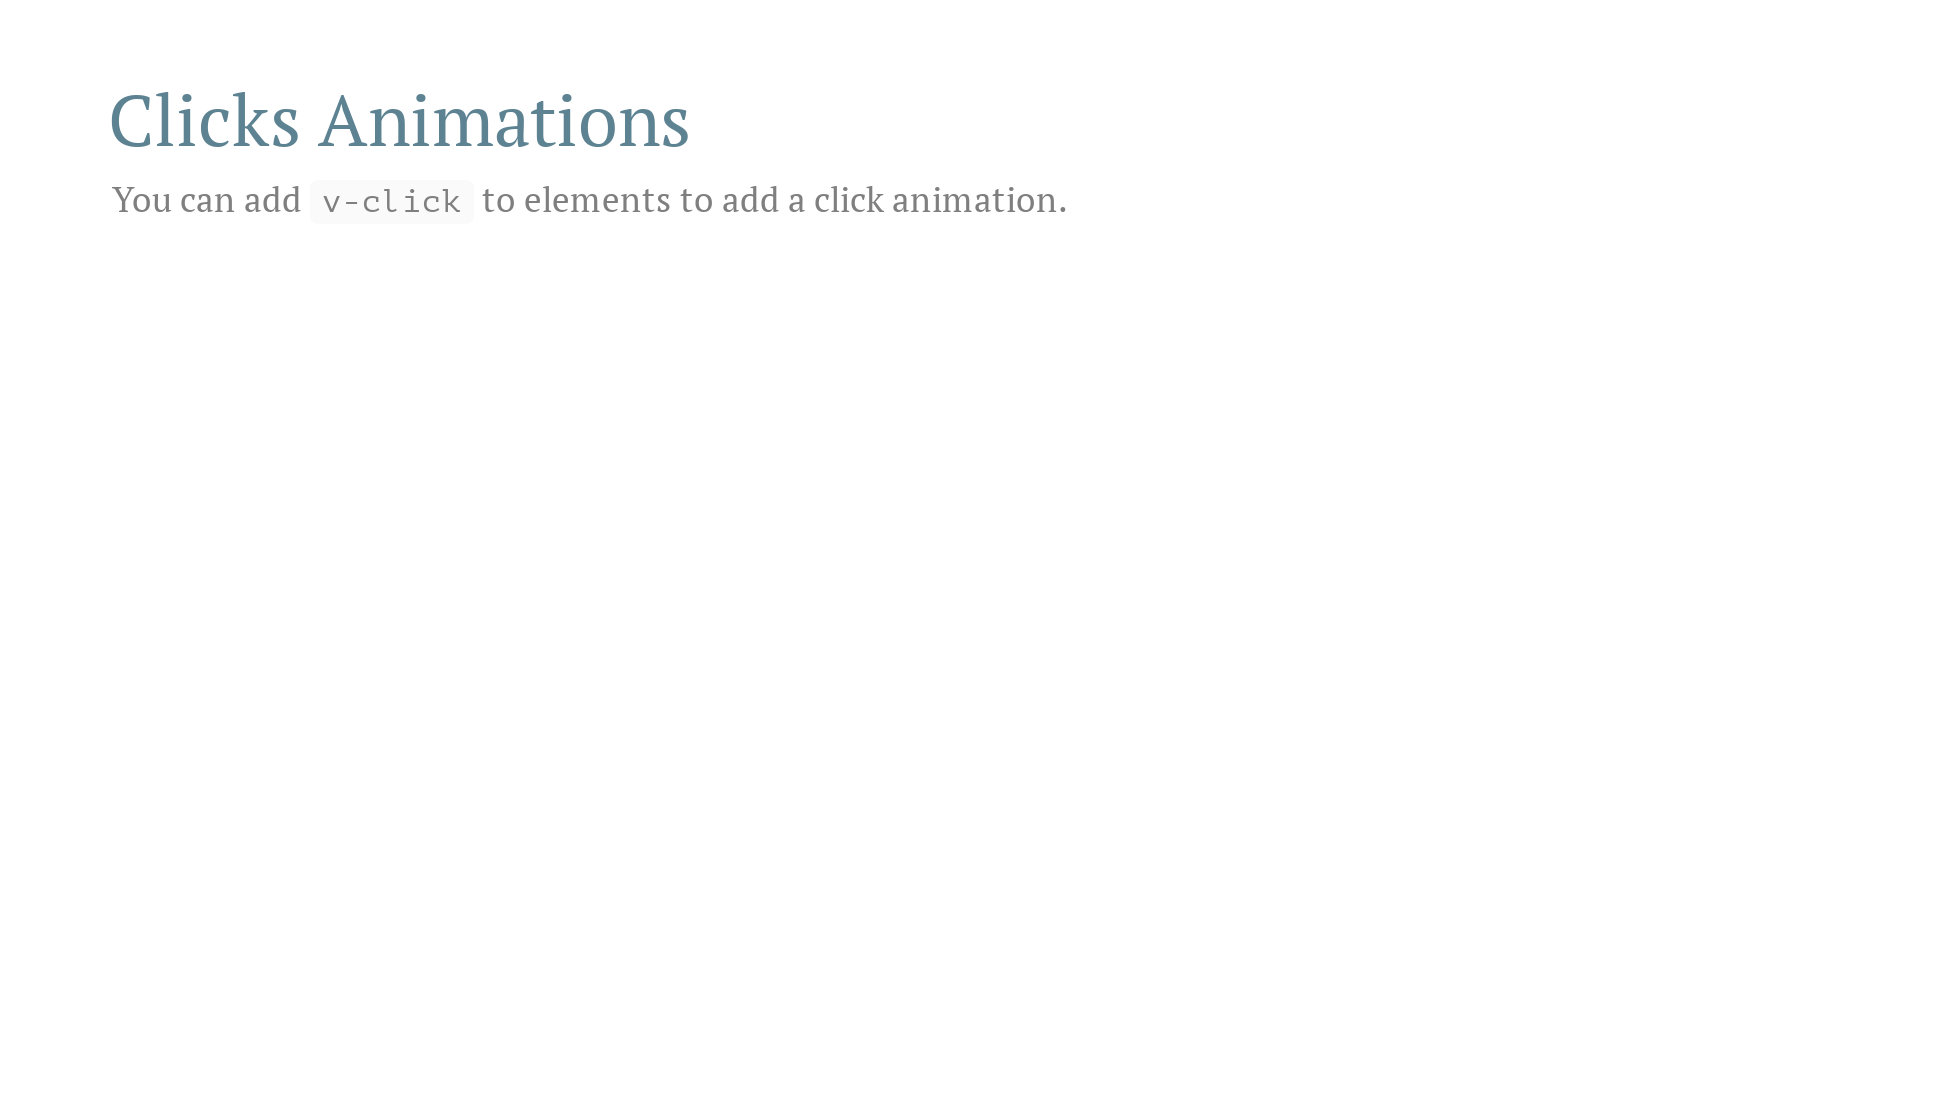 Clicks Animations
You can add v-click to elements to add a click animation.